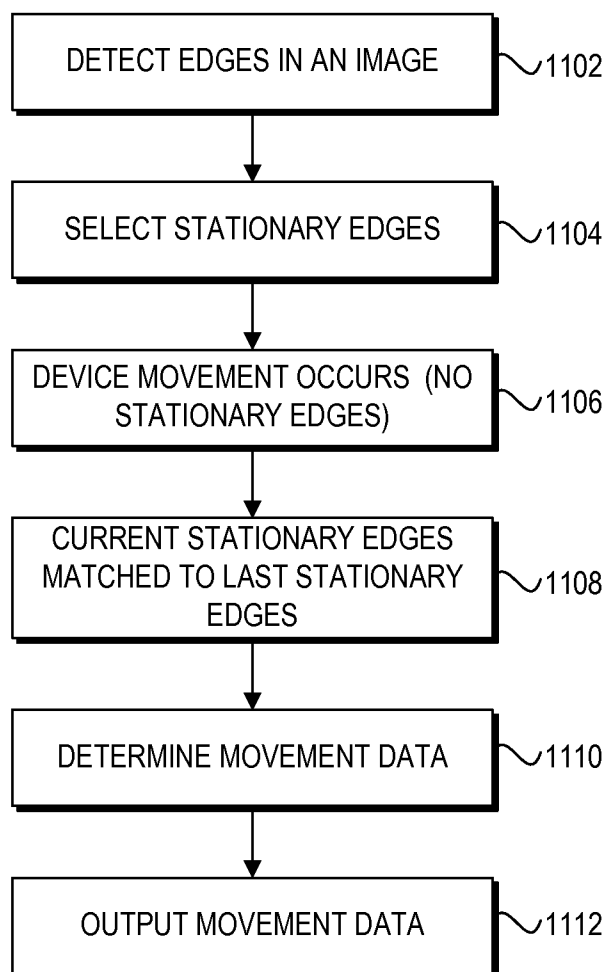 DETECT EDGES IN AN IMAGE
1102
SELECT STATIONARY EDGES
1104
DEVICE MOVEMENT OCCURS (NO
STATIONARY EDGES)
1106
CURRENT STATIONARY EDGES
MATCHED TO LAST STATIONARY
EDGES
1108
DETERMINE MOVEMENT DATA
1110
OUTPUT MOVEMENT DATA
1112